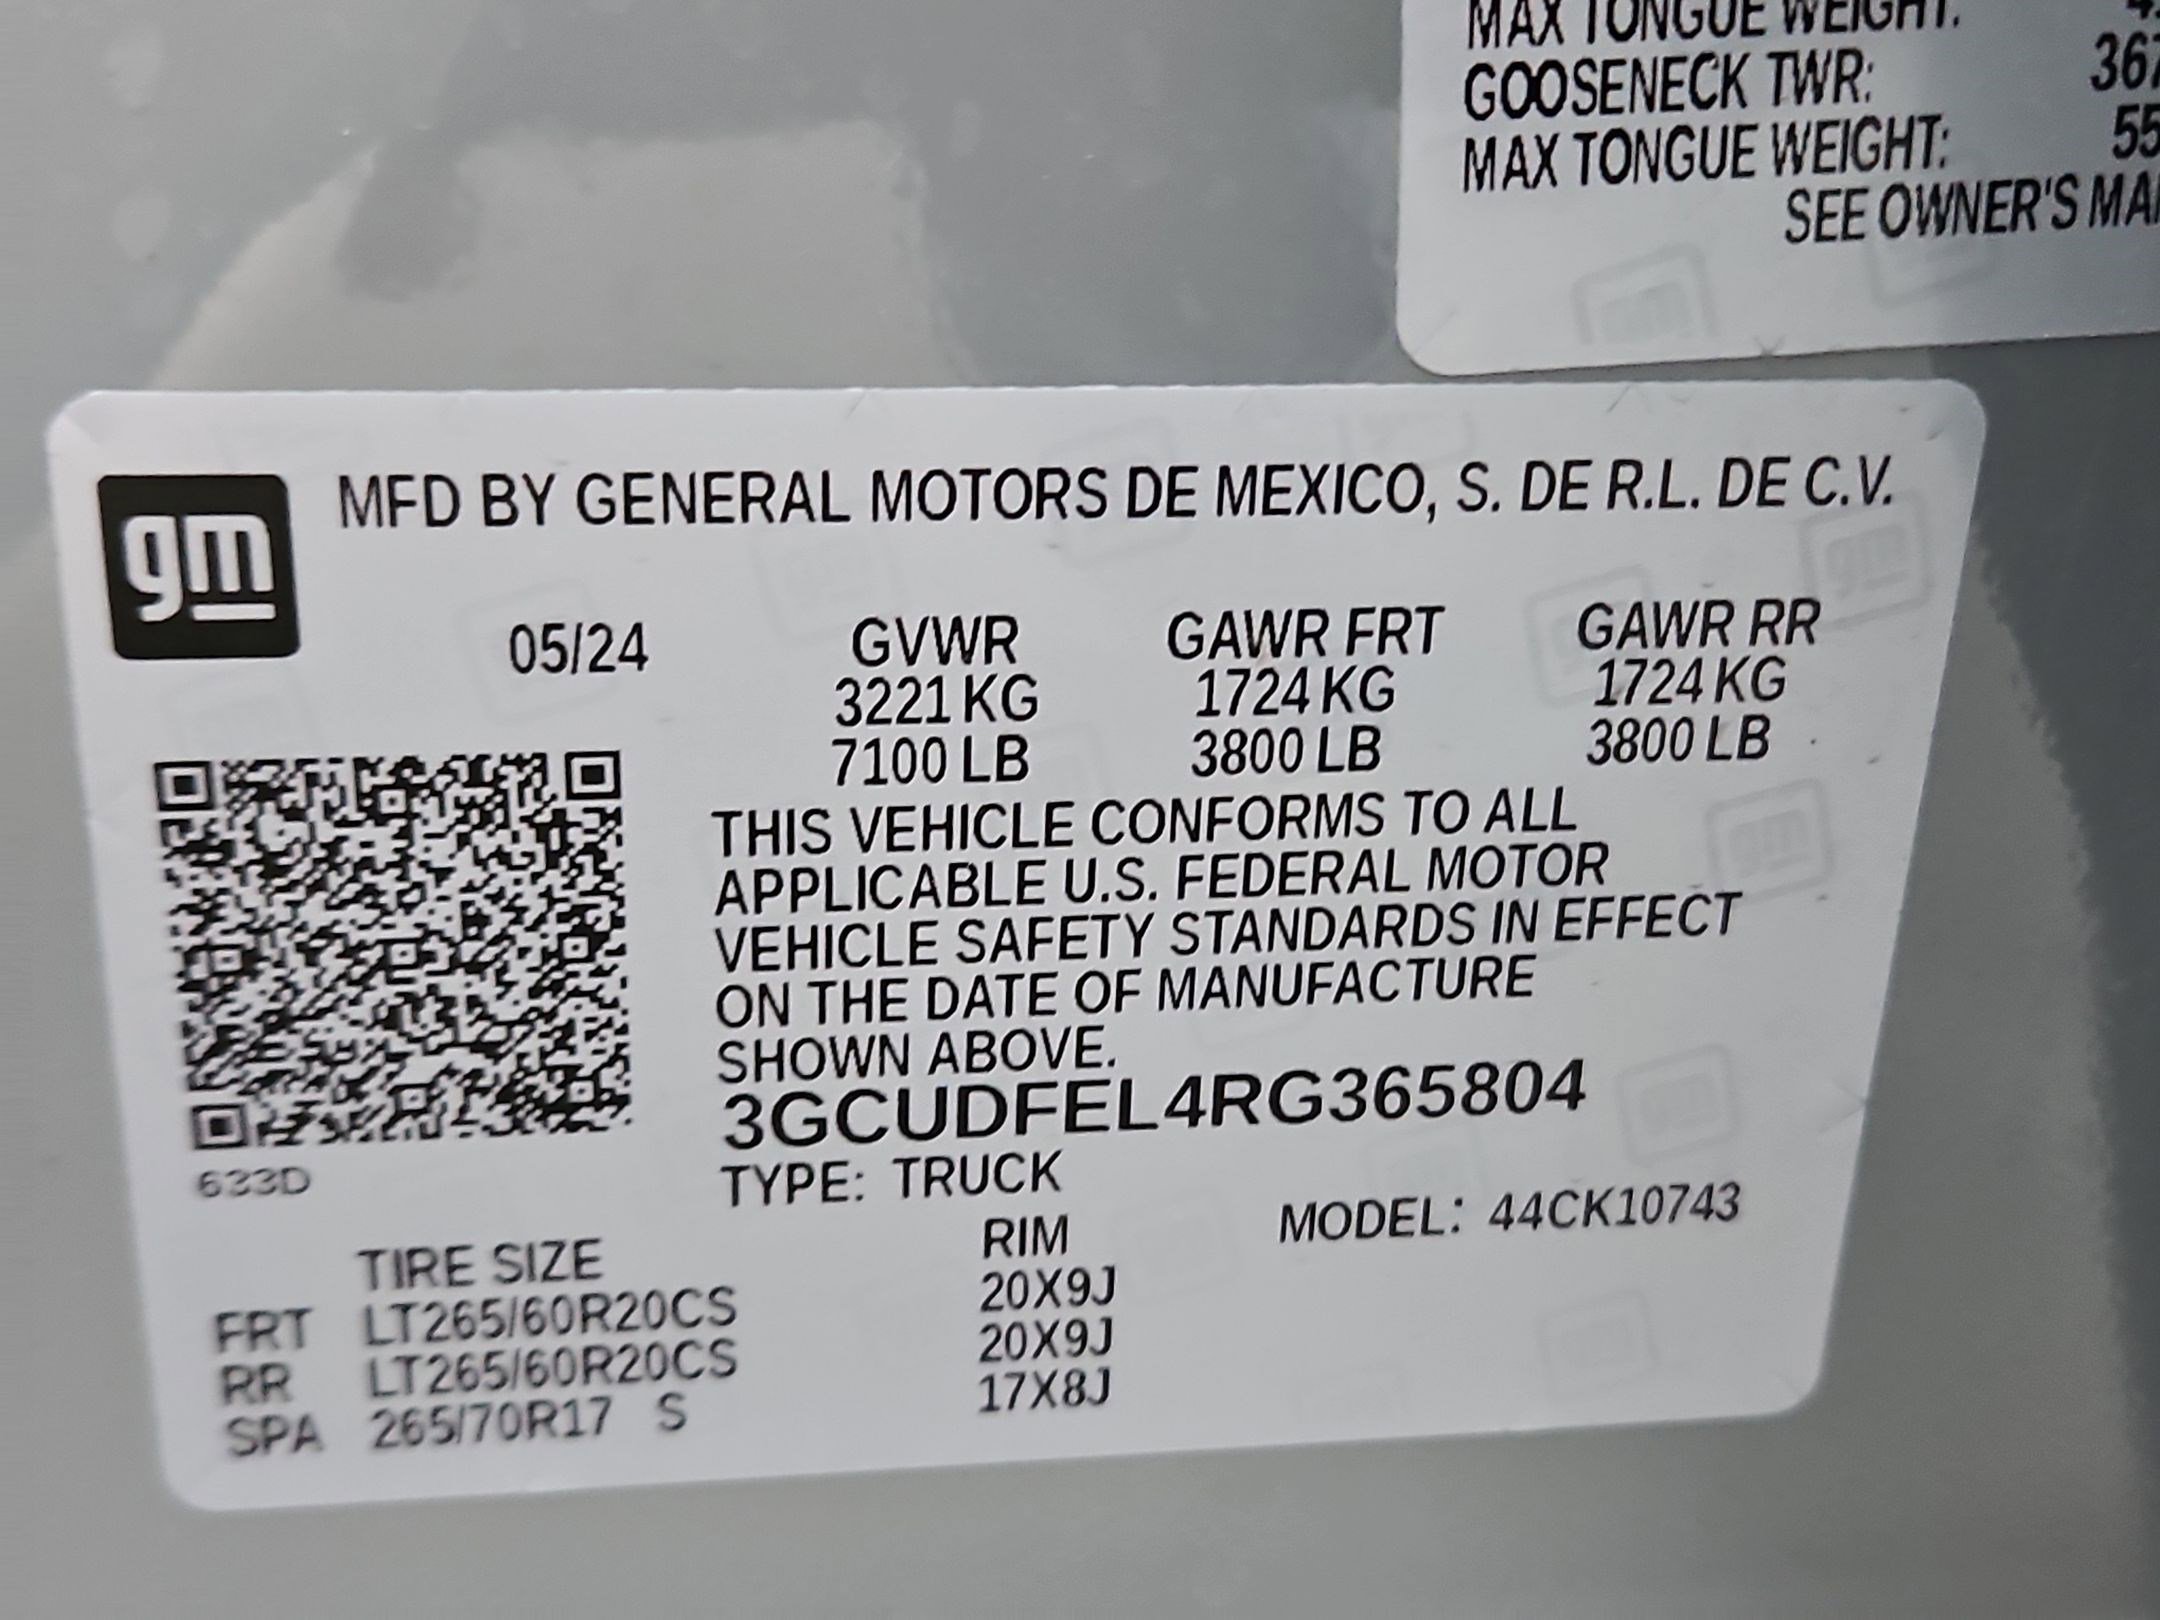 MAX TONGUE WEIGHT:
GOOSENECK TWR: 367
MAX TONGUE WEIGHT: 55
SEE OWNER'S MA
gm
MFD BY GENERAL MOTORS DE MEXICO, S. DE R.L. DE C.V.
05/24 GVWR GAWR FRT GAWR RR
3221 KG 1724 KG 1724 KG
7100 LB 3800 LB 3800 LB
THIS VEHICLE CONFORMS TO ALL
APPLICABLE U.S. FEDERAL MOTOR
VEHICLE SAFETY STANDARDS IN EFFECT
ON THE DATE OF MANUFACTURE
SHOWN ABOVE.
3GCUDFEL4RG365804
633D
TYPE: TRUCK
MODEL: 44CK10743
TIRE SIZE RIM
FRT LT265/60R20CS 20X9J
RR LT265/60R20CS 20X9J
SPA 265/70R17 S 17X8J